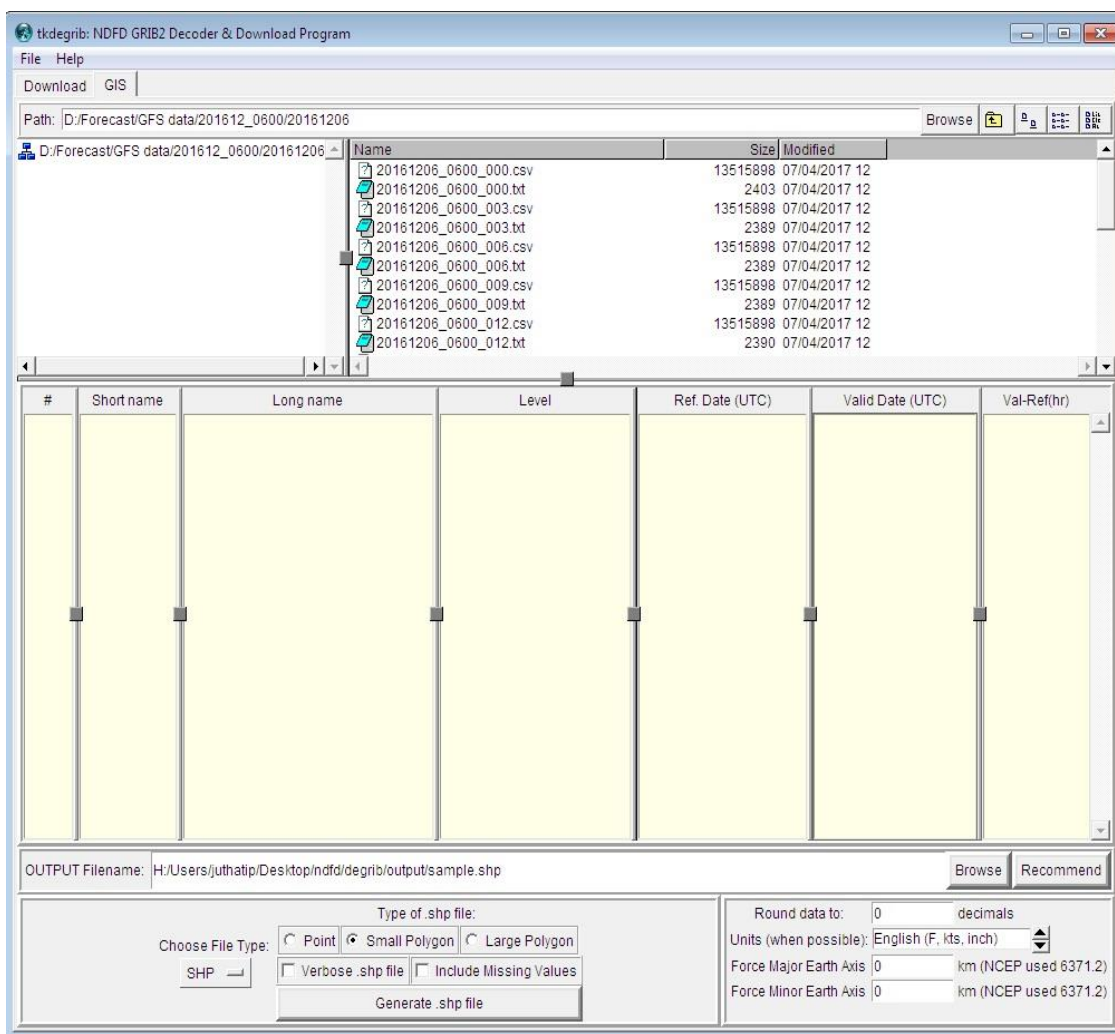 tkdegrib: NDFD GRIB2 Decoder & Download Program
File Help
Download GIS
Path: D:/Forecast/GFS data/201612_0600/20161206 Browse
D:/Forecast/GFS data/201612_0600/20161206
Name Size Modified
20161206_0600_000.csv 13515898 07/04/2017 12
20161206_0600_000.txt 2403 07/04/2017 12
20161206_0600_003.csv 13515898 07/04/2017 12
20161206_0600_003.txt 2389 07/04/2017 12
20161206_0600_006.csv 13515898 07/04/2017 12
20161206_0600_006.txt 2389 07/04/2017 12
20161206_0600_009.csv 13515898 07/04/2017 12
20161206_0600_009.txt 2389 07/04/2017 12
20161206_0600_012.csv 13515898 07/04/2017 12
20161206_0600_012.txt 2390 07/04/2017 12
# Short name Long name Level Ref. Date (UTC) Valid Date (UTC) Val-Ref(hr)
OUTPUT Filename: H:/Users/juthatip/Desktop/ndfd/degrib/output/sample.shp Browse Recommend
Type of .shp file:
Choose File Type: Point Small Polygon Large Polygon
SHP Verbose .shp file Include Missing Values
Generate .shp file
Round data to: 0 decimals
Units (when possible): English (F, kts, inch)
Force Major Earth Axis 0 km (NCEP used 6371.2)
Force Minor Earth Axis 0 km (NCEP used 6371.2)